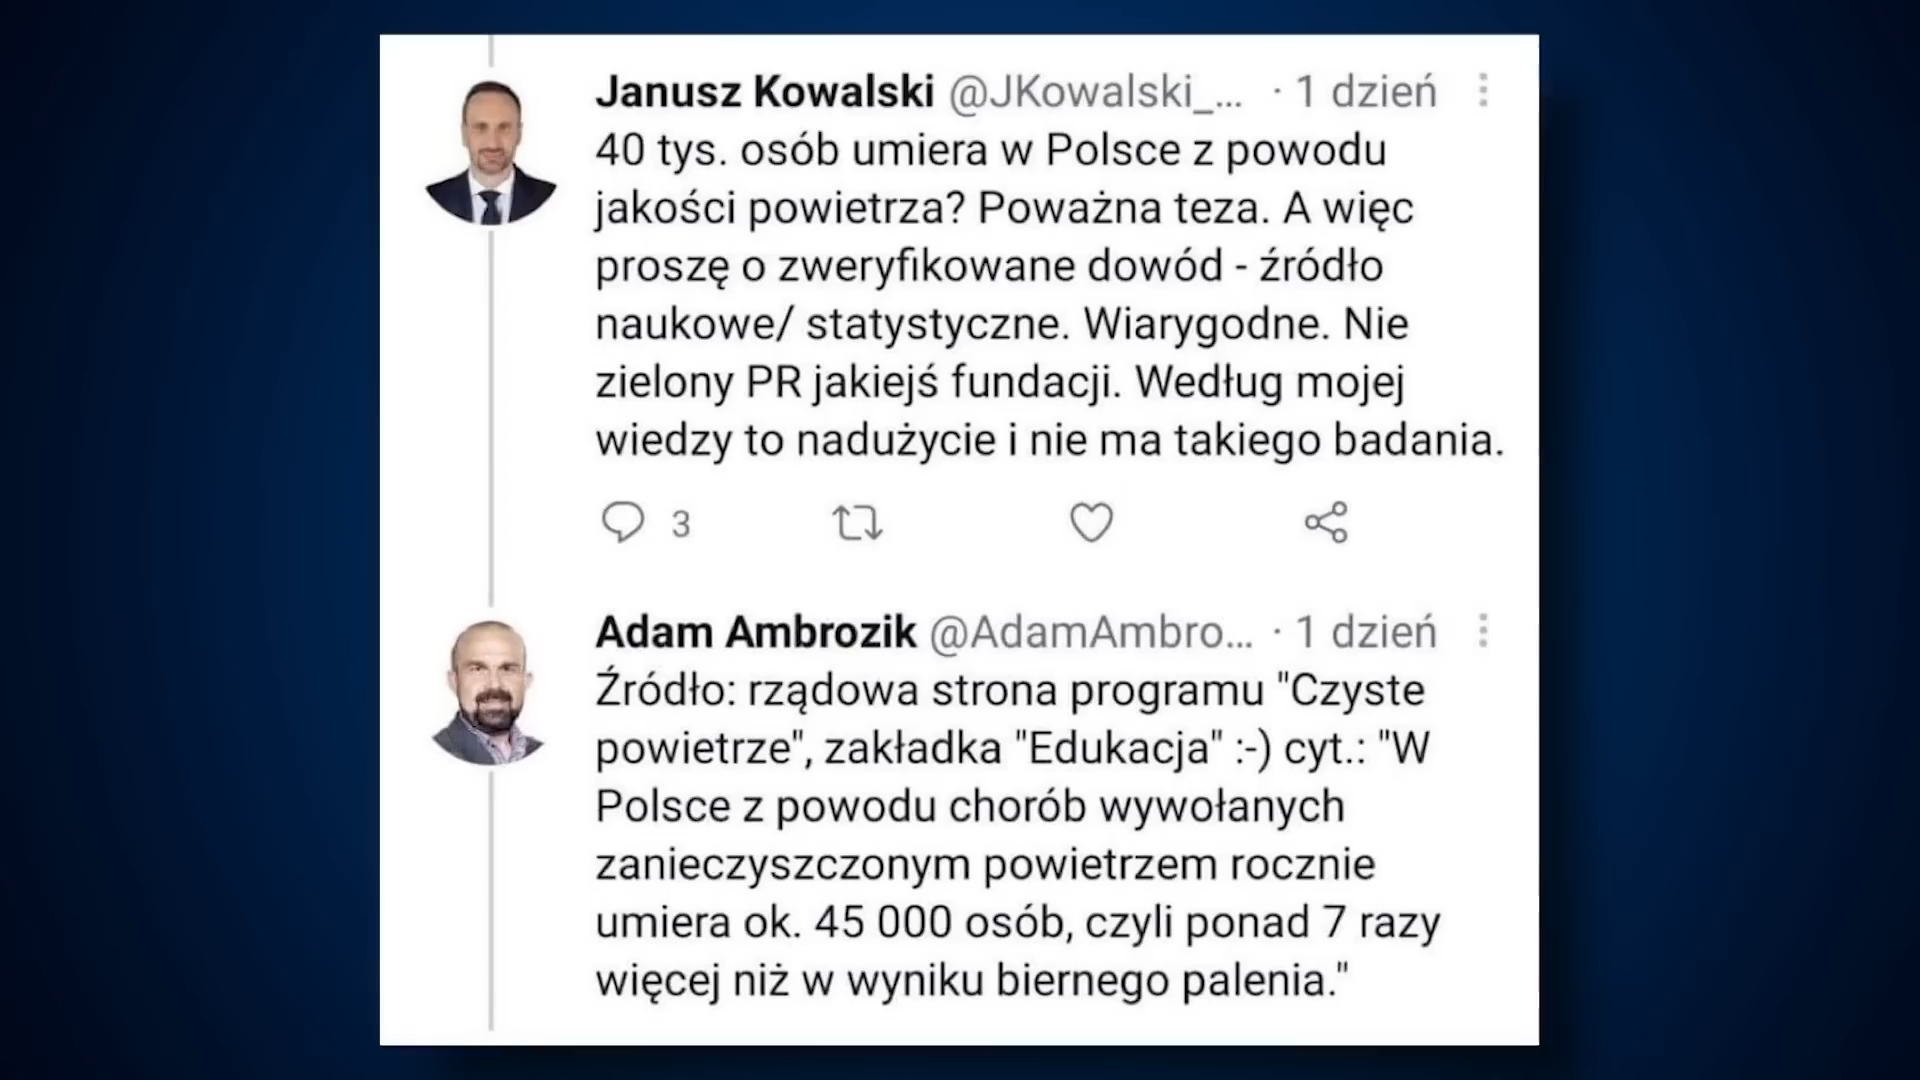 Janusz Kowalski @JKowalski_... · 1 dzień
40 tys. osób umiera w Polsce z powodu
jakości powietrza? Poważna teza. A więc
proszę o zweryfikowane dowód - źródło
naukowe/ statystyczne. Wiarygodne. Nie
zielony PR jakiejś fundacji. Według mojej
wiedzy to nadużycie i nie ma takiego badania.
3
Adam Ambrozik @AdamAmbro... · 1 dzień
Źródło: rządowa strona programu "Czyste
powietrze", zakładka "Edukacja" :-) cyt.: "W
Polsce z powodu chorób wywołanych
zanieczyszczonym powietrzem rocznie
umiera ok. 45 000 osób, czyli ponad 7 razy
więcej niż w wyniku biernego palenia."